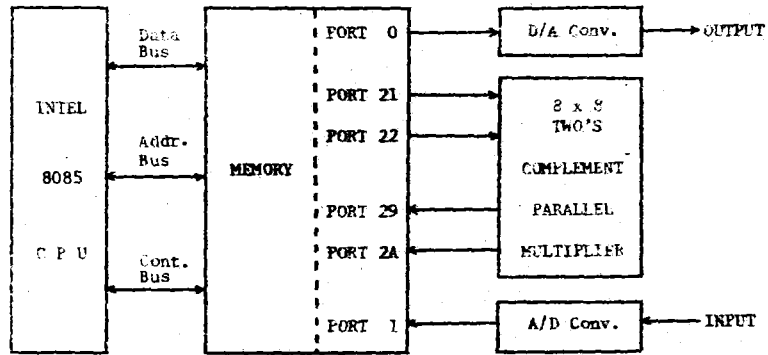 INTEL
8085
C P U
Data
Bus
Addr.
Bus
Cont.
Bus
MEMORY
PORT 0
PORT 21
PORT 22
PORT 29
PORT 2A
PORT 1
D/A Conv.
OUTPUT
8 x 8
TWO'S
COMPLEMENT
PARALLEL
MULTIPLIER
A/D Conv.
INPUT